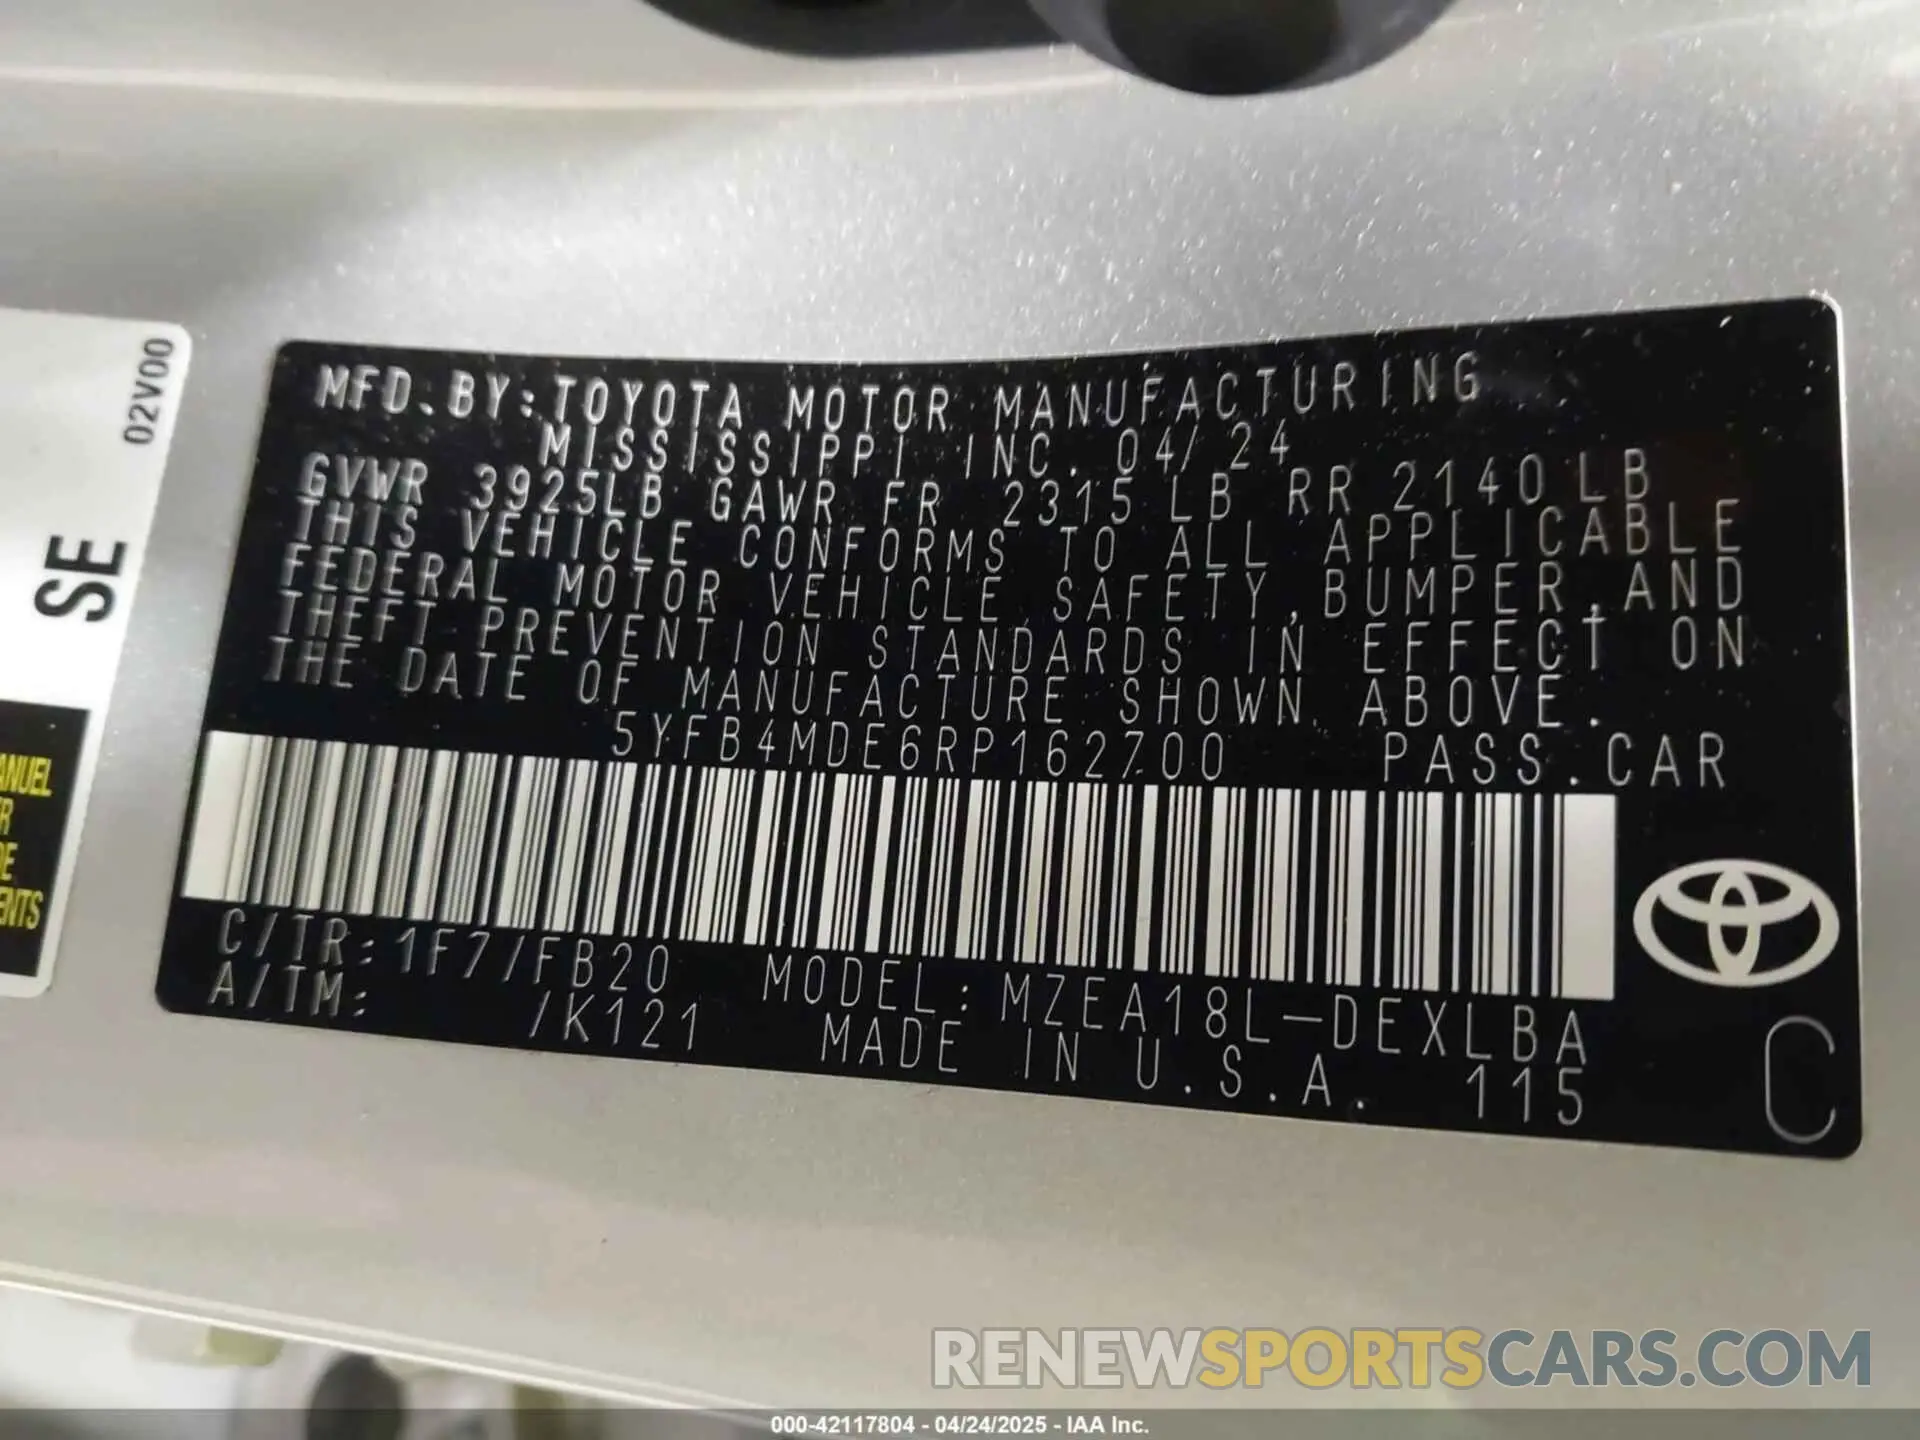 02V00
SE
ANUEL
R
DE
ENTS
MFD. BY: TOYOTA MOTOR MANUFACTURING
MISSISSIPPI INC. 04/24
GVWR 3925LB GAWR FR 2315 LB RR 2140 LB
THIS VEHICLE CONFORMS TO ALL APPLICABLE
FEDERAL MOTOR VEHICLE SAFETY, BUMPER, AND
THEFT PREVENTION STANDARDS IN EFFECT ON
THE DATE OF MANUFACTURE SHOWN ABOVE.
5YFB4MDE6RP162700 PASS. CAR
C/TR: 1F7/FB20 MODEL: MZEA18L-DEXLBA
A/TM: /K121 MADE IN U.S.A. 115
C
RENEWSPORTSCARS.COM
000-42117804 - 04/24/2025 - IAA Inc.